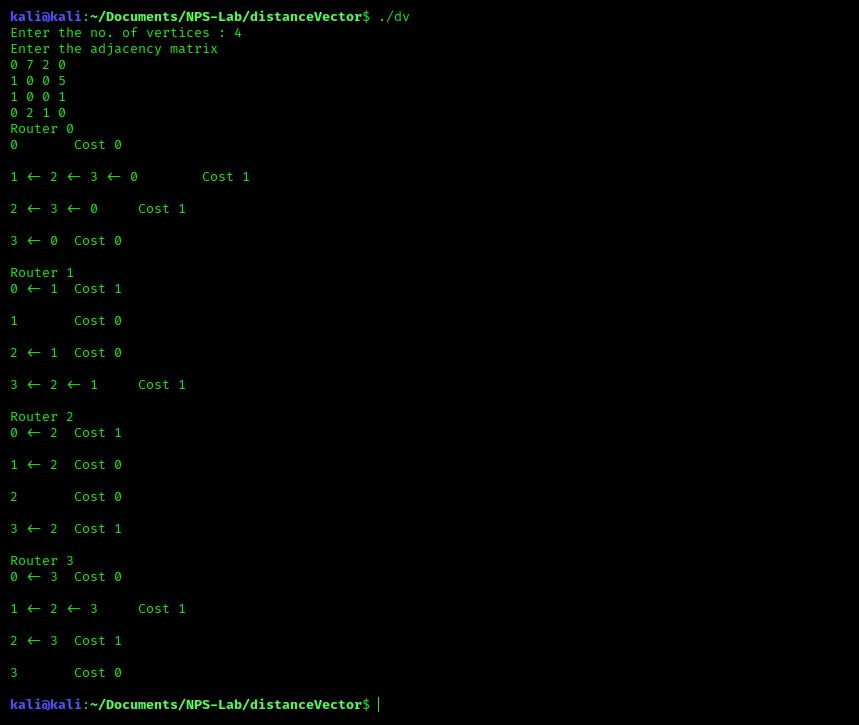 kali@kali:~/Documents/NPS-Lab/distanceVector$ ./dv
Enter the no. of vertices : 4
Enter the adjacency matrix
0 7 2 0
1 0 0 5
1 0 0 1
0 2 1 0
Router 0
0       Cost 0
1 <- 2 <- 3 <- 0        Cost 1
2 <- 3 <- 0     Cost 1
3 <- 0  Cost 0
Router 1
0 <- 1  Cost 1
1       Cost 0
2 <- 1  Cost 0
3 <- 2 <- 1     Cost 1
Router 2
0 <- 2  Cost 1
1 <- 2  Cost 0
2       Cost 0
3 <- 2  Cost 1
Router 3
0 <- 3  Cost 0
1 <- 2 <- 3     Cost 1
2 <- 3  Cost 1
3       Cost 0
kali@kali:~/Documents/NPS-Lab/distanceVector$